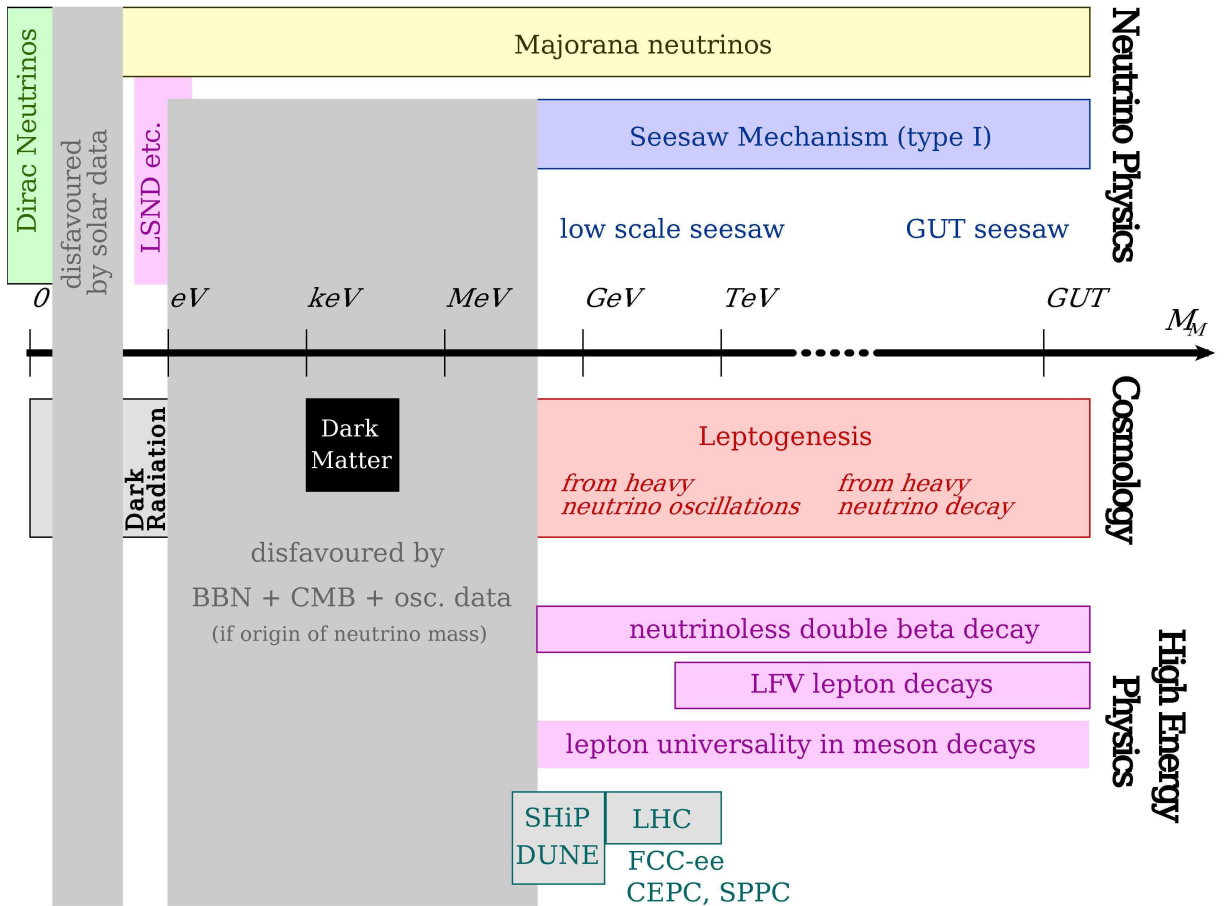 Majorana neutrinos
Neutrino Physics
Dirac Neutrinos
disfavoured
by solar data
LSND etc.
Seesaw Mechanism (type I)
low scale seesaw
GUT seesaw
0
eV
keV
MeV
GeV
TeV
GUT
M_M
Dark
Radiation
Dark
Matter
Leptogenesis
from heavy
neutrino oscillations
from heavy
neutrino decay
Cosmology
disfavoured by
BBN + CMB + osc. data
(if origin of neutrino mass)
neutrinoless double beta decay
LFV lepton decays
lepton universality in meson decays
High Energy
Physics
SHiP
DUNE
LHC
FCC-ee
CEPC, SPPC